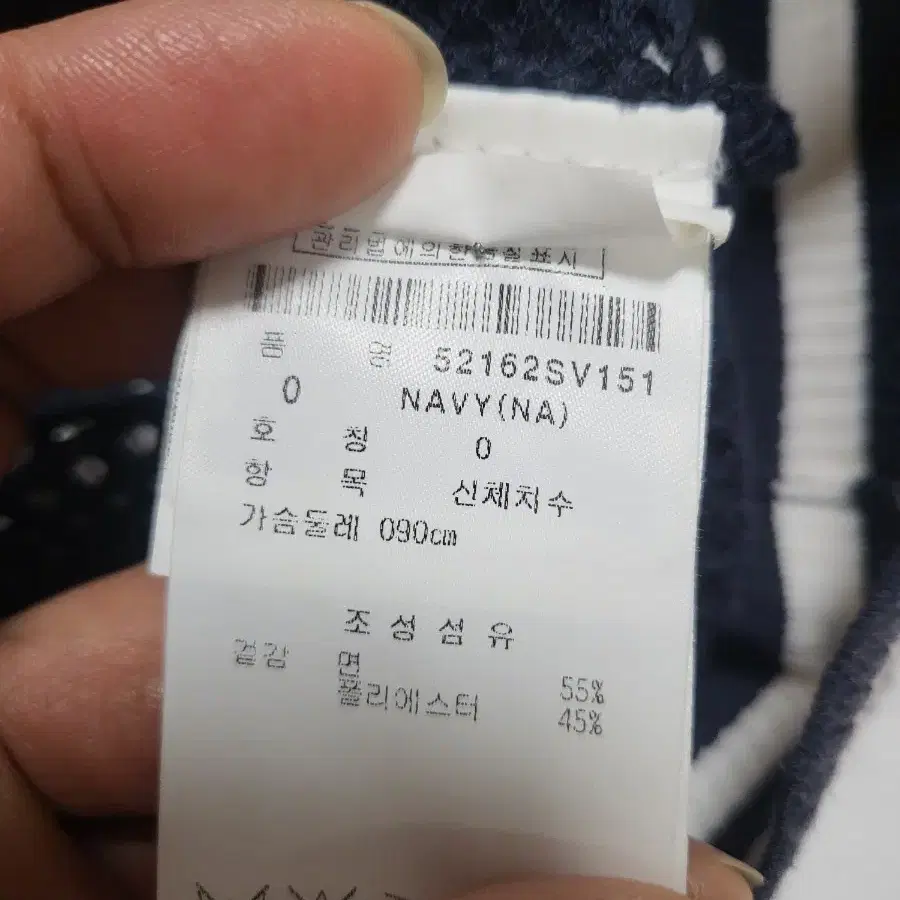 관리법에의한품질표시
품 명 52162SV151
0 NAVY(NA)
호 칭 0
항 목 신체치수
가슴둘레 090cm
조성섬유
겉감 면 55%
폴리에스터 45%